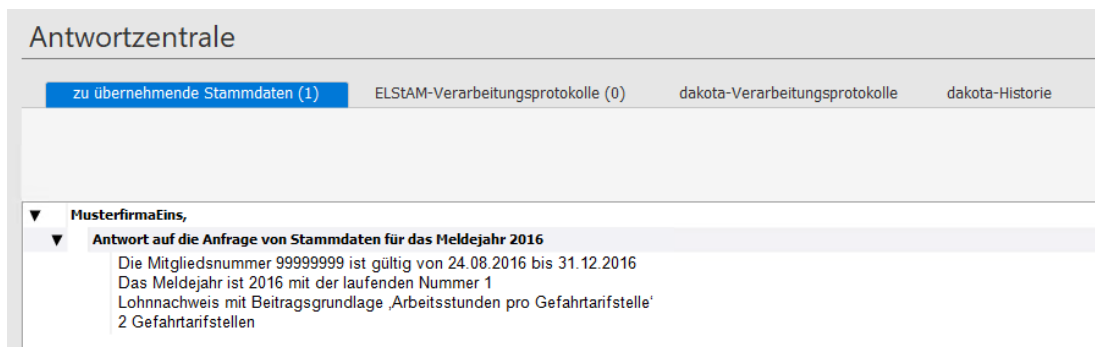 Antwortzentrale
zu übernehmende Stammdaten (1) ELStAM-Verarbeitungsprotokolle (0) dakota-Verarbeitungsprotokolle dakota-Historie
MusterfirmaEins,
Antwort auf die Anfrage von Stammdaten für das Meldejahr 2016
Die Mitgliedsnummer 99999999 ist gültig von 24.08.2016 bis 31.12.2016
Das Meldejahr ist 2016 mit der laufenden Nummer 1
Lohnnachweis mit Beitragsgrundlage ‚Arbeitsstunden pro Gefahrtarifstelle‘
2 Gefahrtarifstellen